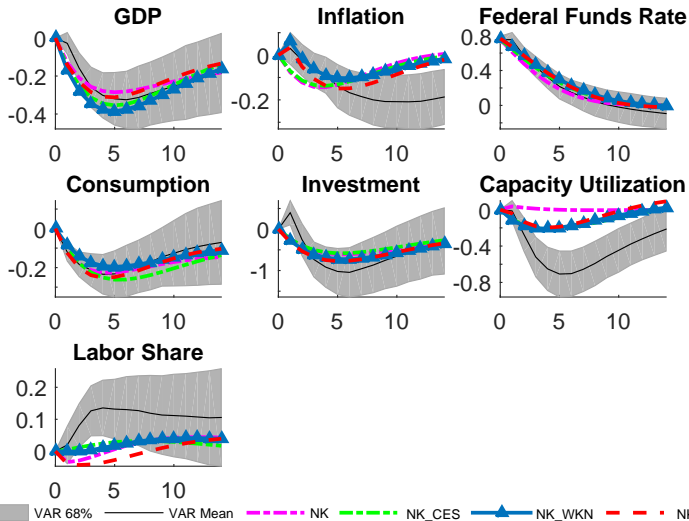 GDP Inflation Federal Funds Rate
0 -0.2 -0.4 0 -0.2 0.8 0.4 0
0 5 10 0 5 10 0 5 10
Consumption Investment Capacity Utilization
0 -0.2 0 -1 0 -0.4 -0.8
0 5 10 0 5 10 0 5 10
Labor Share
0.2 0.1 0
0 5 10
VAR 68% VAR Mean NK NK_CES NK_WKN